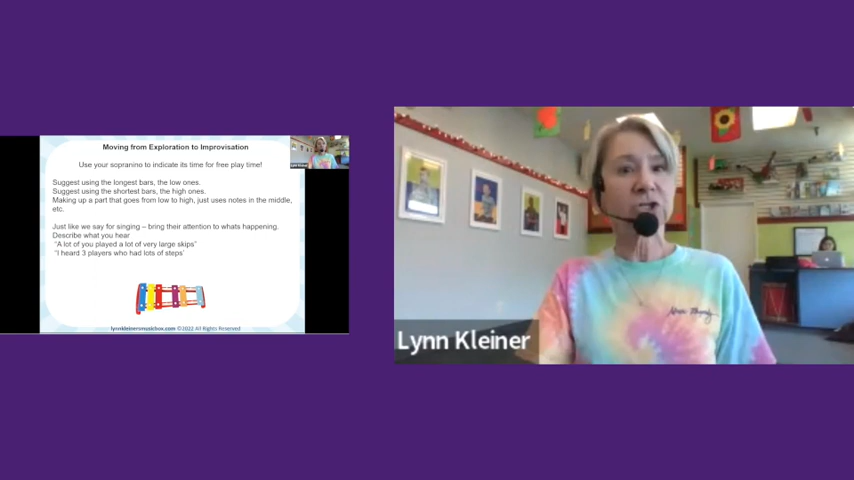 Moving from Exploration to Improvisation
Use your sopranino to indicate its time for free play time!
Suggest using the longest bars, the low ones.
Suggest using the shortest bars, the high ones.
Making up a part that goes from low to high, just uses notes in the middle,
etc.
Just like we say for singing – bring their attention to whats happening.
Describe what you hear
"A lot of you played a lot of very large skips"
"I heard 3 players who had lots of steps'
lynnkleinersmusicbox.com ©2022 All Rights Reserved
Lynn Kleiner